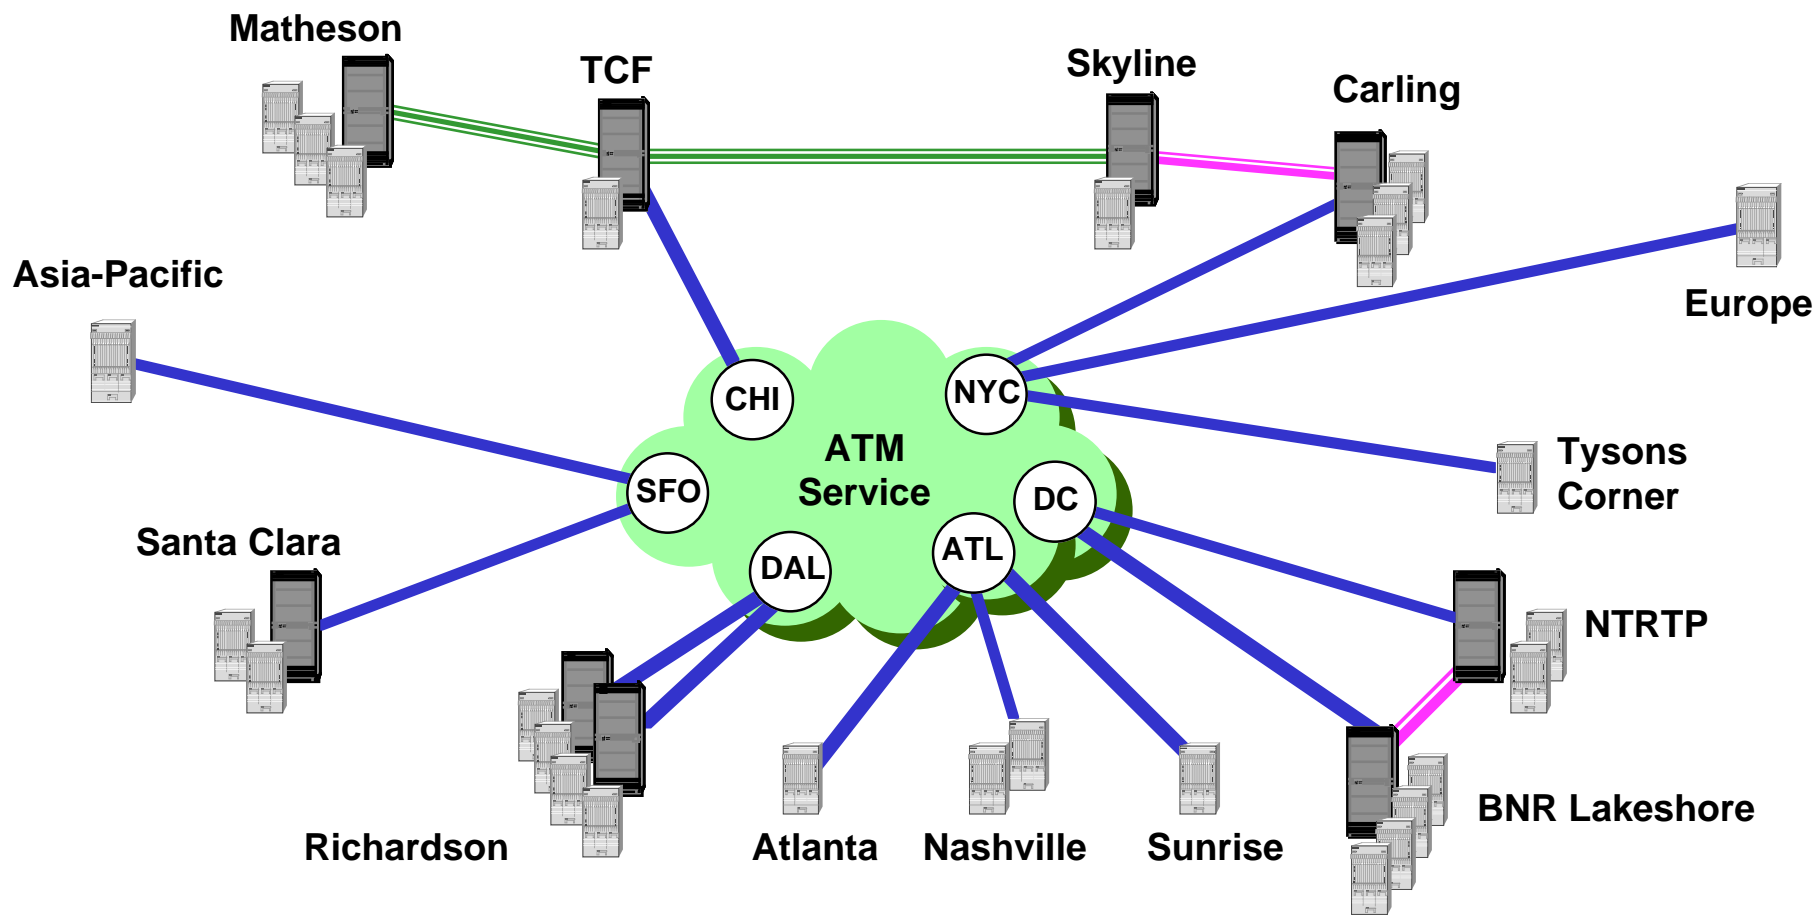 Matheson
TCF
Skyline
Carling
Asia-Pacific
Europe
CHI
NYC
ATM
Service
Tysons
Corner
SFO
DC
Santa Clara
DAL
ATL
NTRTP
BNR Lakeshore
Richardson
Atlanta
Nashville
Sunrise